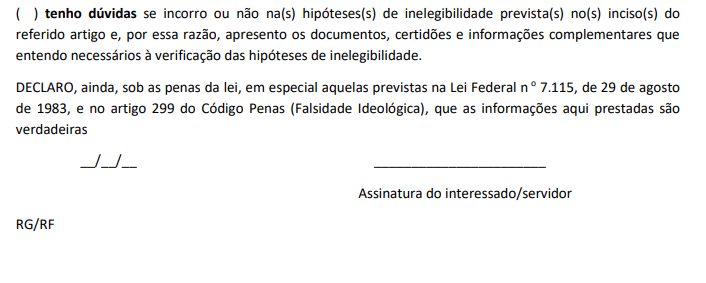 ( ) tenho dúvidas se incorro ou não na(s) hipóteses(s) de inelegibilidade prevista(s) no(s) inciso(s) do
referido artigo e, por essa razão, apresento os documentos, certidões e informações complementares que
entendo necessários à verificação das hipóteses de inelegibilidade.
DECLARO, ainda, sob as penas da lei, em especial aquelas previstas na Lei Federal n º 7.115, de 29 de agosto
de 1983, e no artigo 299 do Código Penas (Falsidade Ideológica), que as informações aqui prestadas são
verdadeiras
__/__/__ ________________________
Assinatura do interessado/servidor
RG/RF